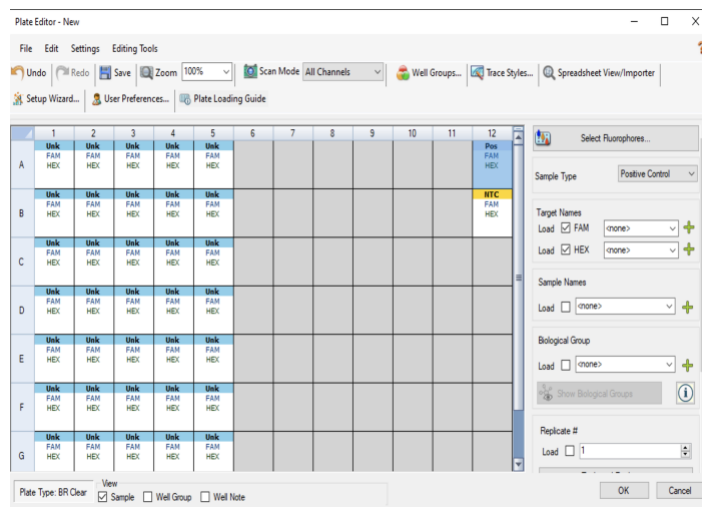 Plate Editor - New
File Edit Settings Editing Tools
Undo Redo Save Zoom 100% Scan Mode All Channels Well Groups... Trace Styles... Spreadsheet View/Importer
Setup Wizard... User Preferences... Plate Loading Guide
1 2 3 4 5 6 7 8 9 10 11 12
Unk Unk Unk Unk Unk Pos
A FAM FAM FAM FAM FAM FAM
HEX HEX HEX HEX HEX HEX
Unk Unk Unk Unk Unk NTC
B FAM FAM FAM FAM FAM FAM
HEX HEX HEX HEX HEX HEX
Unk Unk Unk Unk Unk
C FAM FAM FAM FAM FAM
HEX HEX HEX HEX HEX
Unk Unk Unk Unk Unk
D FAM FAM FAM FAM FAM
HEX HEX HEX HEX HEX
Unk Unk Unk Unk Unk
E FAM FAM FAM FAM FAM
HEX HEX HEX HEX HEX
Unk Unk Unk Unk Unk
F FAM FAM FAM FAM FAM
HEX HEX HEX HEX HEX
Unk Unk Unk Unk Unk
G FAM FAM FAM FAM FAM
HEX HEX HEX HEX HEX
Select Fluorophores...
Sample Type Positive Control
Target Names
Load FAM <none>
Load HEX <none>
Sample Names
Load <none>
Biological Group
Load <none>
Show Biological Groups
Replicate #
Load 1
Plate Type: BR Clear View
Sample Well Group Well Note
OK Cancel